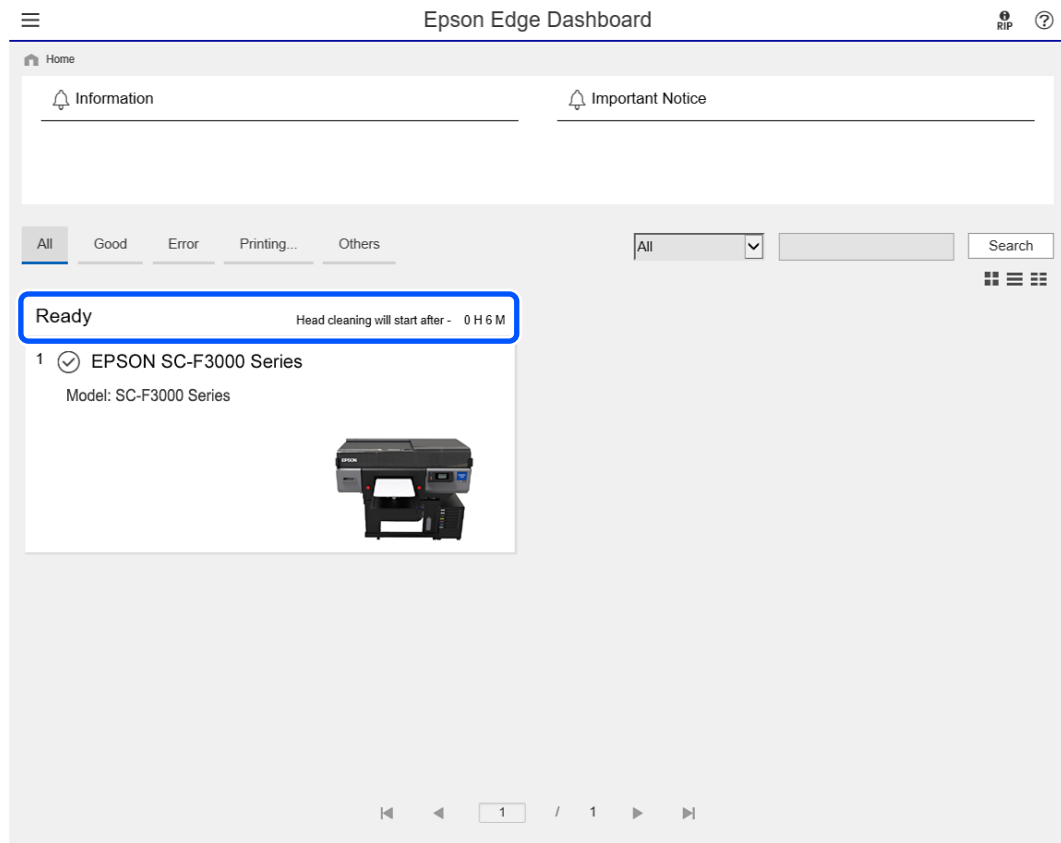 Epson Edge Dashboard
RIP
?
Home
Information
Important Notice
All Good Error Printing... Others
All
Search
Ready Head cleaning will start after - 0 H 6 M
1 EPSON SC-F3000 Series
Model: SC-F3000 Series
EPSON
1 / 1